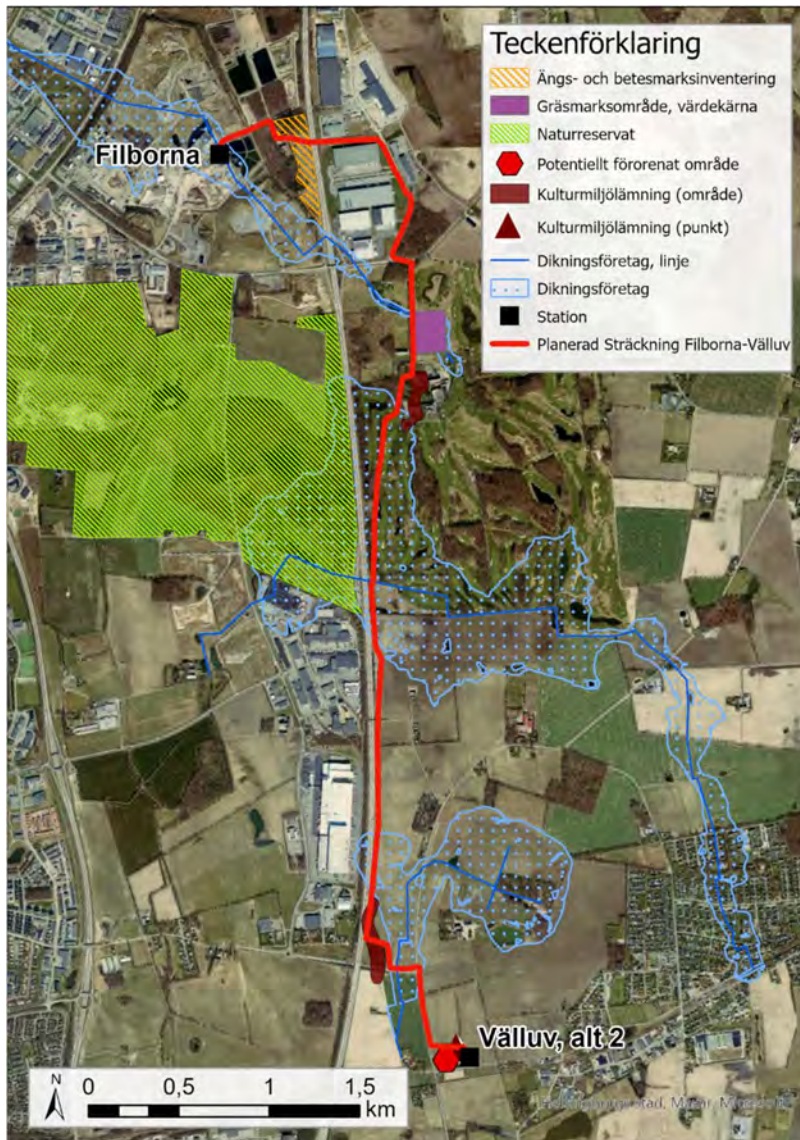 Teckenförklaring
Ängs- och betesmarksinventering
Gräsmarksområde, värdekärna
Naturreservat
Potentiellt förorenat område
Kulturmiljölämning (område)
Kulturmiljölämning (punkt)
Dikningsföretag, linje
Dikningsföretag
Station
Planerad Sträckning Filborna-Välluv
Filborna
Välluv, alt 2
N
0 0,5 1 1,5
km